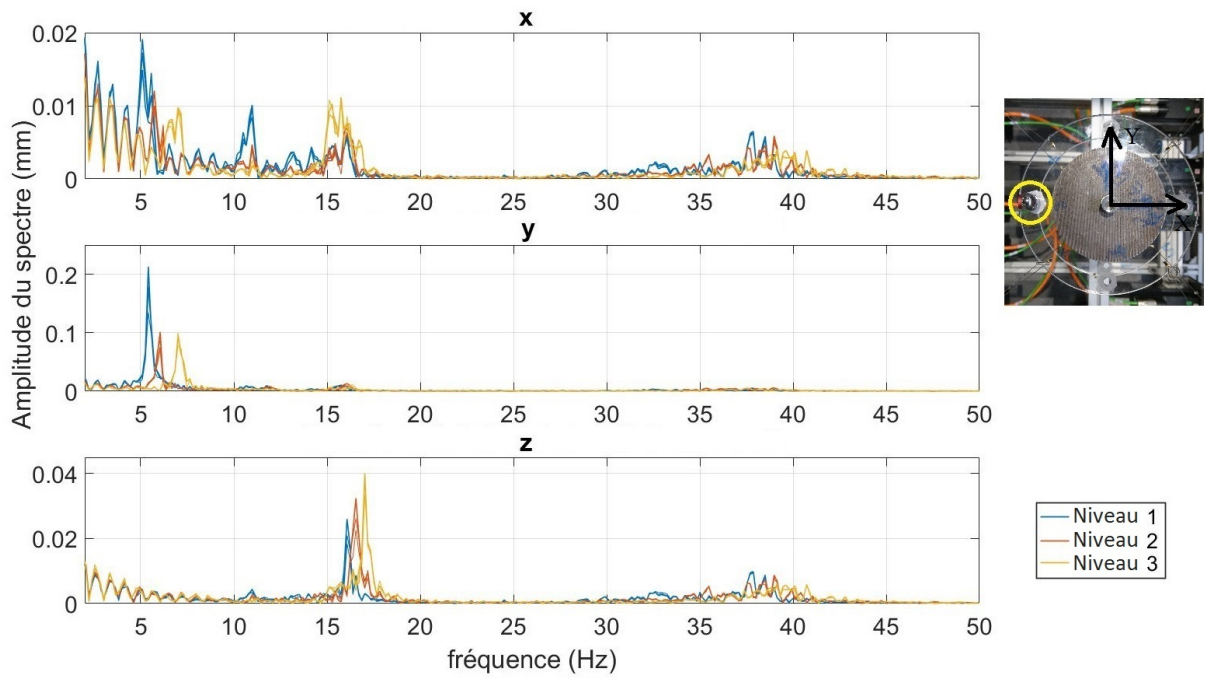 x
0.02
0.01
0
5 10 15 20 25 30 35 40 45 50
y
0.2
0.1
0
5 10 15 20 25 30 35 40 45 50
z
0.04
0.02
0
5 10 15 20 25 30 35 40 45 50
fréquence (Hz)
Amplitude du spectre (mm)
Y
X
Niveau 1
Niveau 2
Niveau 3